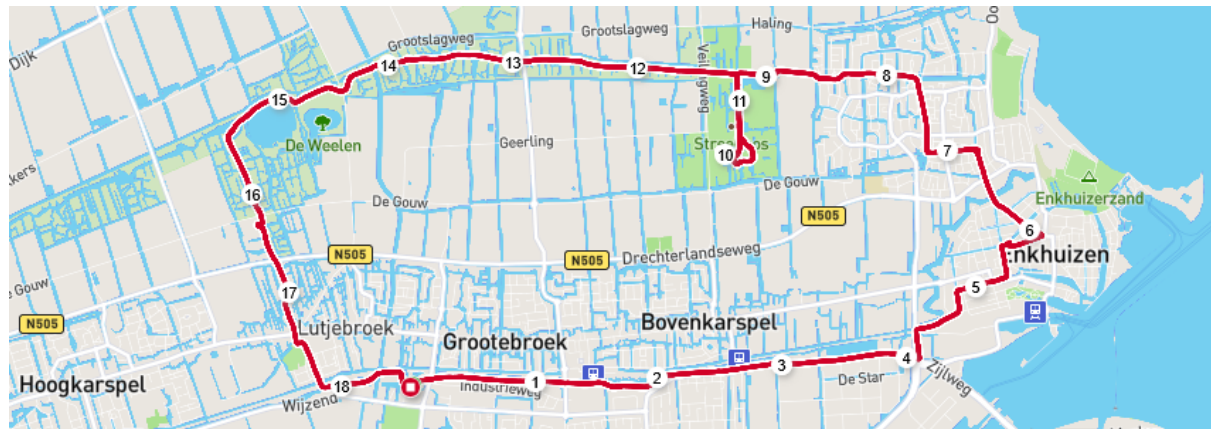 Haling
Grootslagweg
Grootslagweg
Dijk
14
13
12
9
8
Veilingweg
15
11
De Weelen
Geerling
7
10
De Gouw
16
De Gouw
Enkhuizerzand
N505
6
N505
Drechterlandseweg
N505
nkhuizen
17
5
N505
Lutjebroek
Bovenkarspel
Grootebroek
4
3
Zijlweg
Hoogkarspel
18
Industrieweg
1
2
De Star